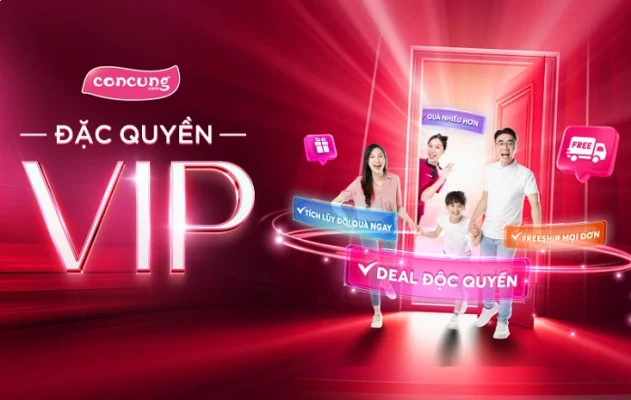 concung
.com
ĐẶC QUYỀN
VIP
QUÀ NHIỀU HƠN
FREE
TÍCH LŨY ĐỔI QUÀ NGAY
FREESHIP MỌI ĐƠN
DEAL ĐỘC QUYỀN